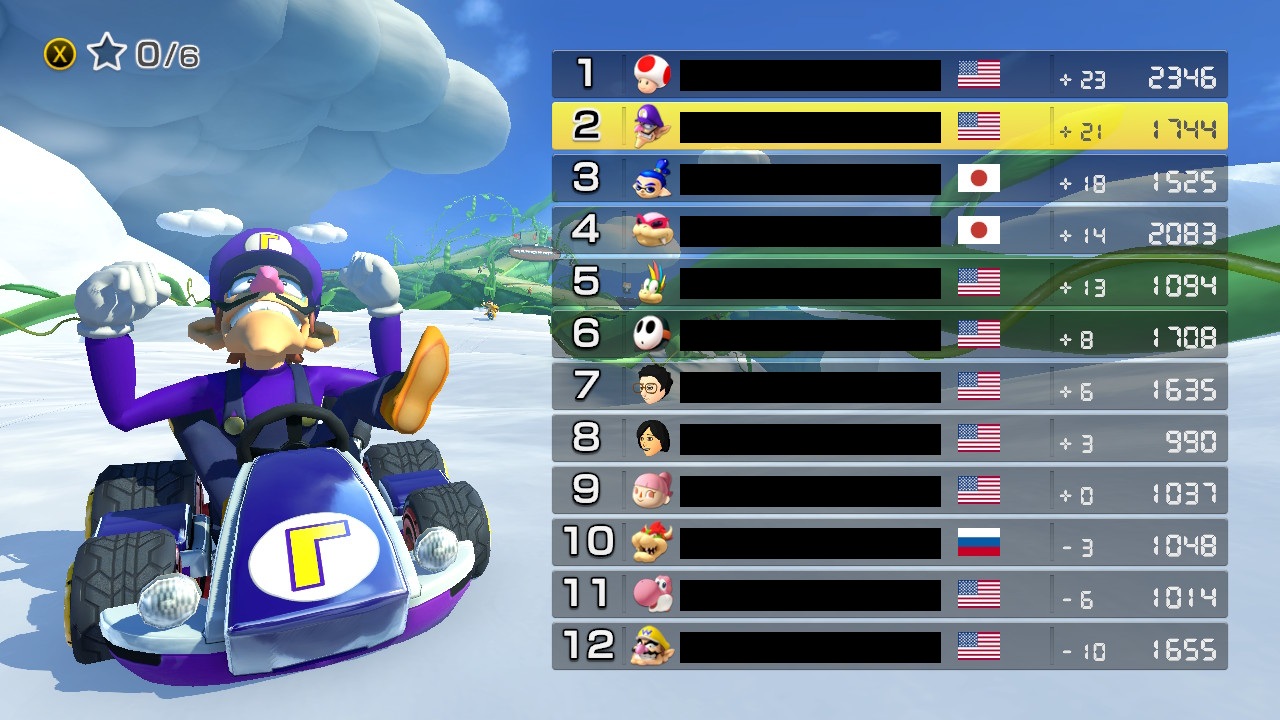 X 0/6
1 + 23 2346
2 + 21 1744
3 + 18 1525
4 + 14 2083
5 + 13 1094
6 + 8 1708
7 + 6 1635
8 + 3 990
9 + 0 1037
10 - 3 1048
11 - 6 1014
12 - 10 1655